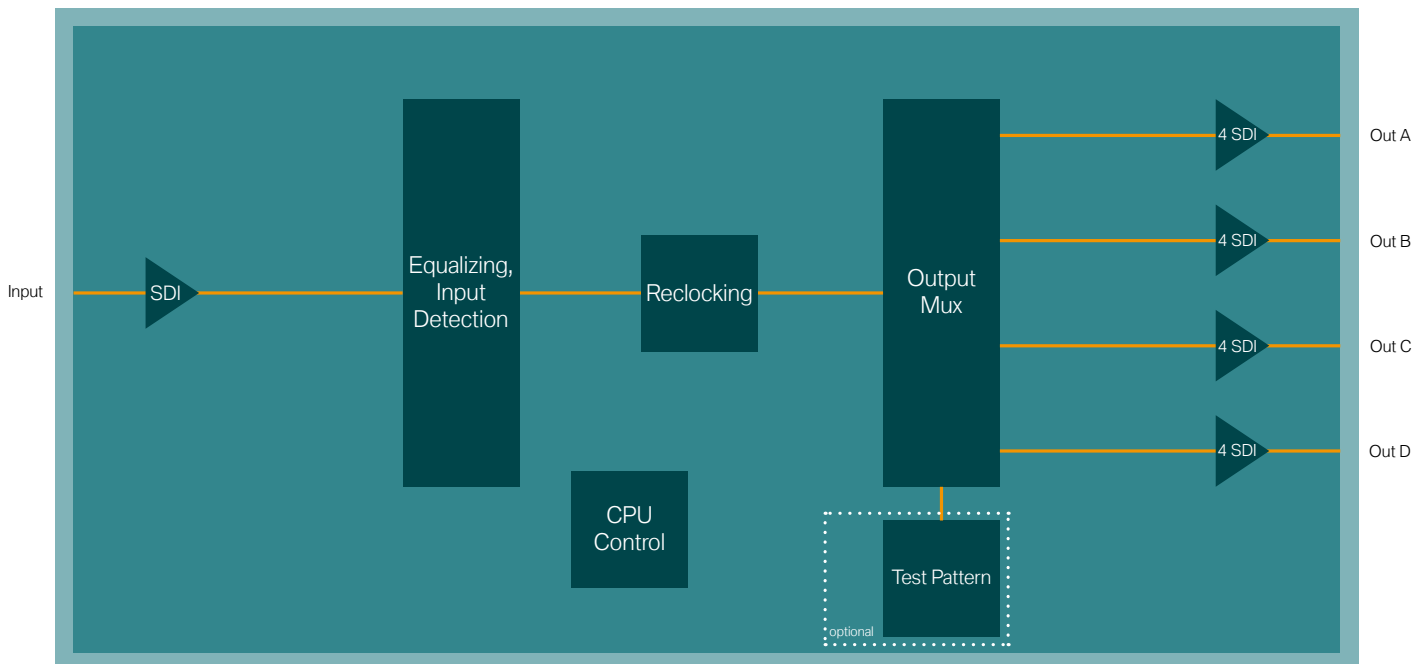 Input
SDI
Equalizing,
Input
Detection
Reclocking
CPU
Control
Output
Mux
Test Pattern
optional
4 SDI
Out A
4 SDI
Out B
4 SDI
Out C
4 SDI
Out D